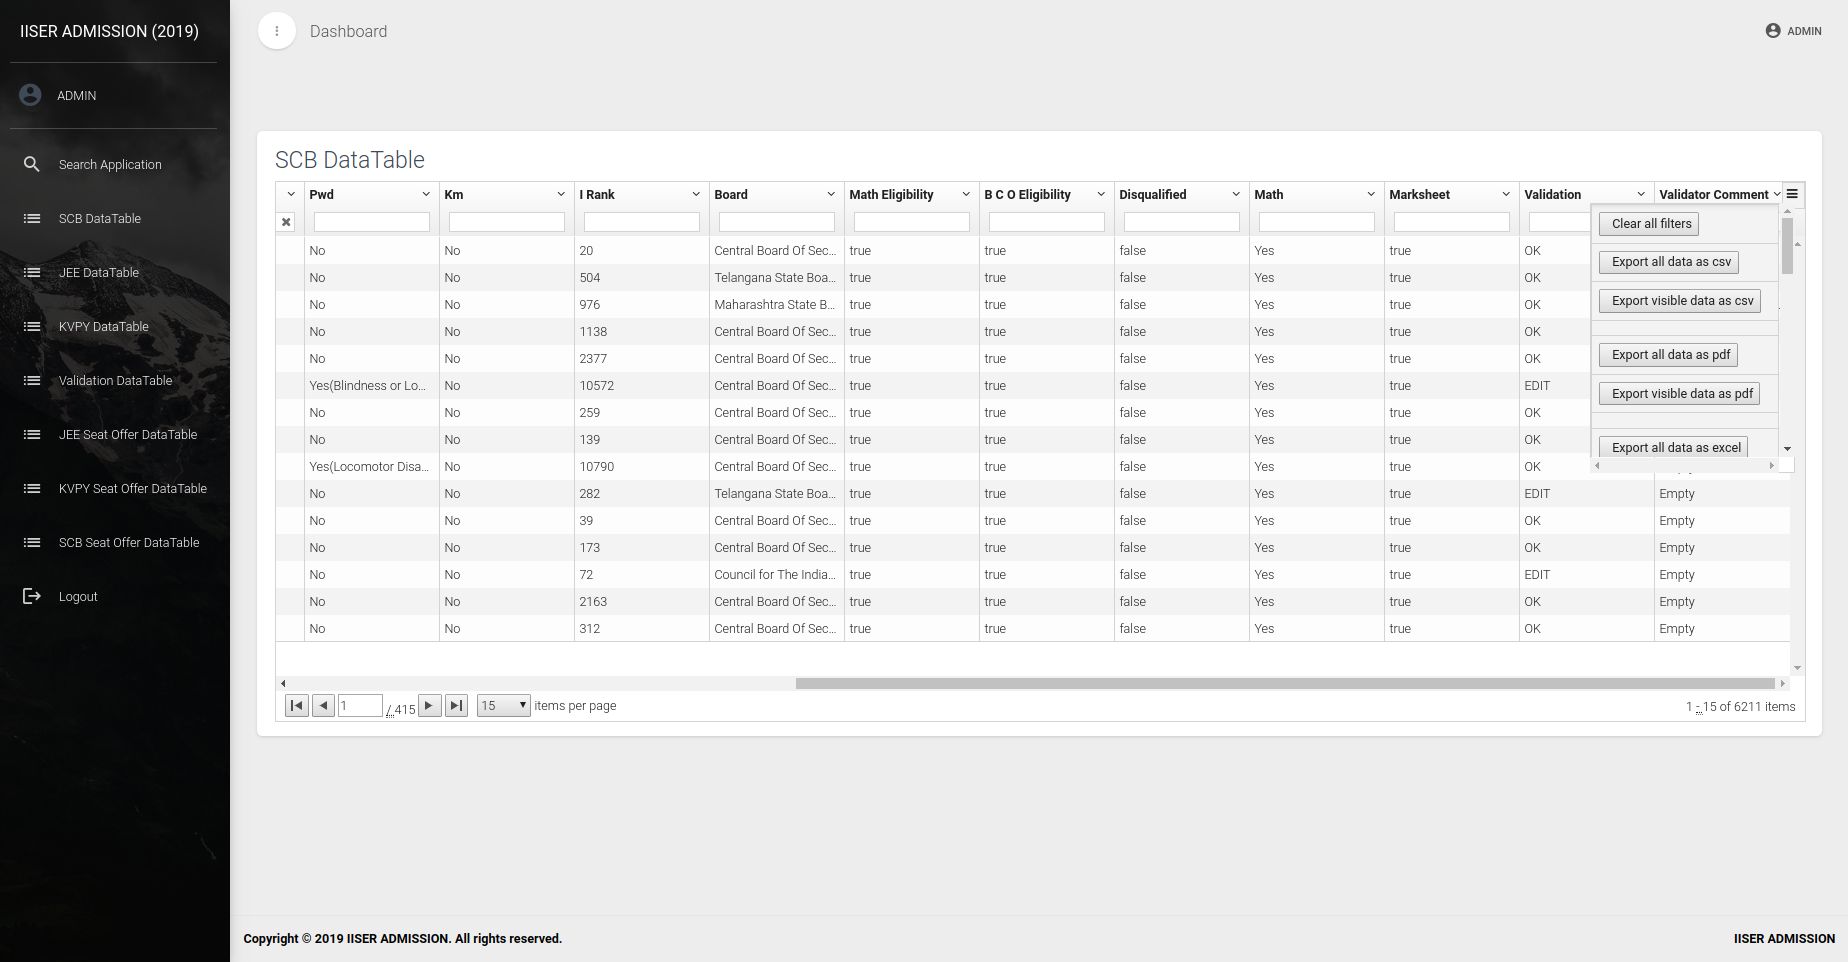 IISER ADMISSION (2019)
ADMIN
Search Application
SCB DataTable
JEE DataTable
KVPY DataTable
Validation DataTable
JEE Seat Offer DataTable
KVPY Seat Offer DataTable
SCB Seat Offer DataTable
Logout
Dashboard
ADMIN
SCB DataTable
Pwd Km I Rank Board Math Eligibility B C O Eligibility Disqualified Math Marksheet Validation Validator Comment
No No 20 Central Board Of Sec... true true false Yes true OK
No No 504 Telangana State Boa... true true false Yes true OK
No No 976 Maharashtra State B... true true false Yes true OK
No No 1138 Central Board Of Sec... true true false Yes true OK
No No 2377 Central Board Of Sec... true true false Yes true OK
Yes(Blindness or Lo... No 10572 Central Board Of Sec... true true false Yes true EDIT
No No 259 Central Board Of Sec... true true false Yes true OK
No No 139 Central Board Of Sec... true true false Yes true OK
Yes(Locomotor Disa... No 10790 Central Board Of Sec... true true false Yes true OK
No No 282 Telangana State Boa... true true false Yes true EDIT Empty
No No 39 Central Board Of Sec... true true false Yes true OK Empty
No No 173 Central Board Of Sec... true true false Yes true OK Empty
No No 72 Council for The India... true true false Yes true EDIT Empty
No No 2163 Central Board Of Sec... true true false Yes true OK Empty
No No 312 Central Board Of Sec... true true false Yes true OK Empty
Clear all filters
Export all data as csv
Export visible data as csv
Export all data as pdf
Export visible data as pdf
Export all data as excel
1 / 415 15 items per page
1 - 15 of 6211 items
Copyright © 2019 IISER ADMISSION. All rights reserved.
IISER ADMISSION